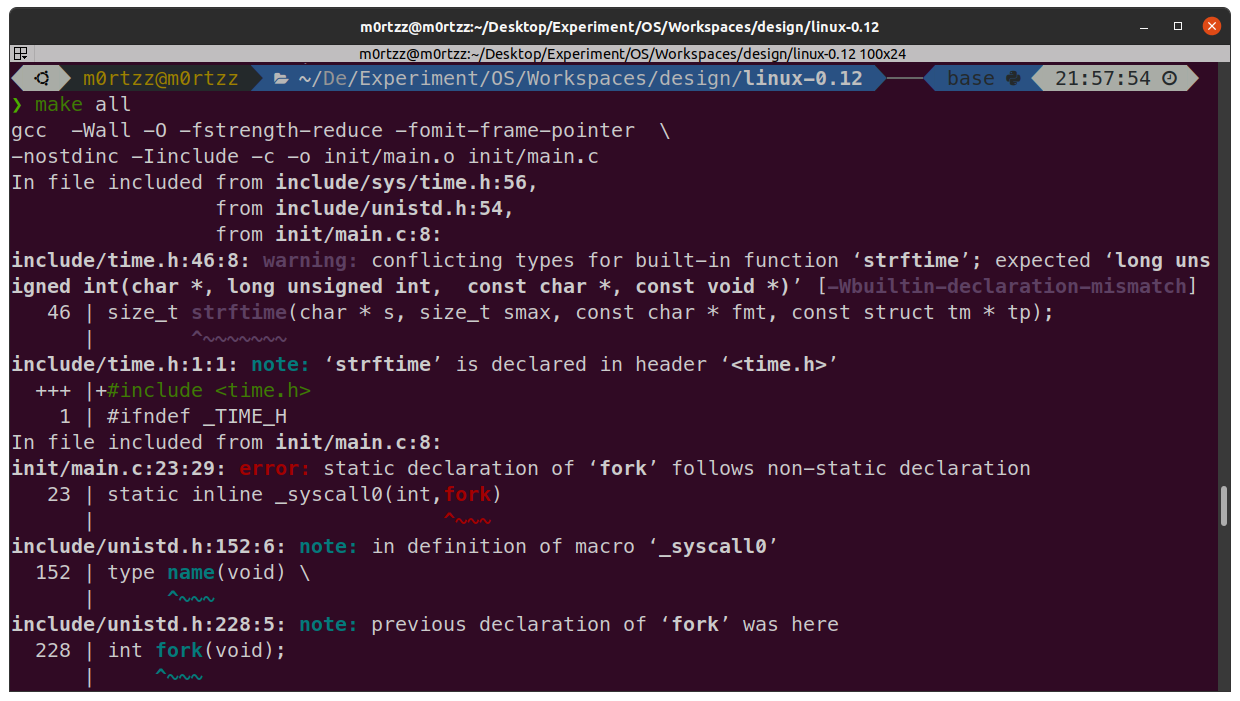 m0rtzz@m0rtzz:~/Desktop/Experiment/OS/Workspaces/design/linux-0.12
m0rtzz@m0rtzz:~/Desktop/Experiment/OS/Workspaces/design/linux-0.12 100x24
m0rtzz@m0rtzz ~/De/Experiment/OS/Workspaces/design/linux-0.12 base 21:57:54
❯ make all
gcc  -Wall -O -fstrength-reduce -fomit-frame-pointer  \
-nostdinc -Iinclude -c -o init/main.o init/main.c
In file included from include/sys/time.h:56,
                 from include/unistd.h:54,
                 from init/main.c:8:
include/time.h:46:8: warning: conflicting types for built-in function ‘strftime’; expected ‘long uns
igned int(char *, long unsigned int,  const char *, const void *)’ [-Wbuiltin-declaration-mismatch]
   46 | size_t strftime(char * s, size_t smax, const char * fmt, const struct tm * tp);
      |        ^~~~~~~~
include/time.h:1:1: note: ‘strftime’ is declared in header ‘<time.h>’
  +++ |+#include <time.h>
    1 | #ifndef _TIME_H
In file included from init/main.c:8:
init/main.c:23:29: error: static declaration of ‘fork’ follows non-static declaration
   23 | static inline _syscall0(int,fork)
      |                             ^~~~
include/unistd.h:152:6: note: in definition of macro ‘_syscall0’
  152 | type name(void) \
      |      ^~~~
include/unistd.h:228:5: note: previous declaration of ‘fork’ was here
  228 | int fork(void);
      |     ^~~~